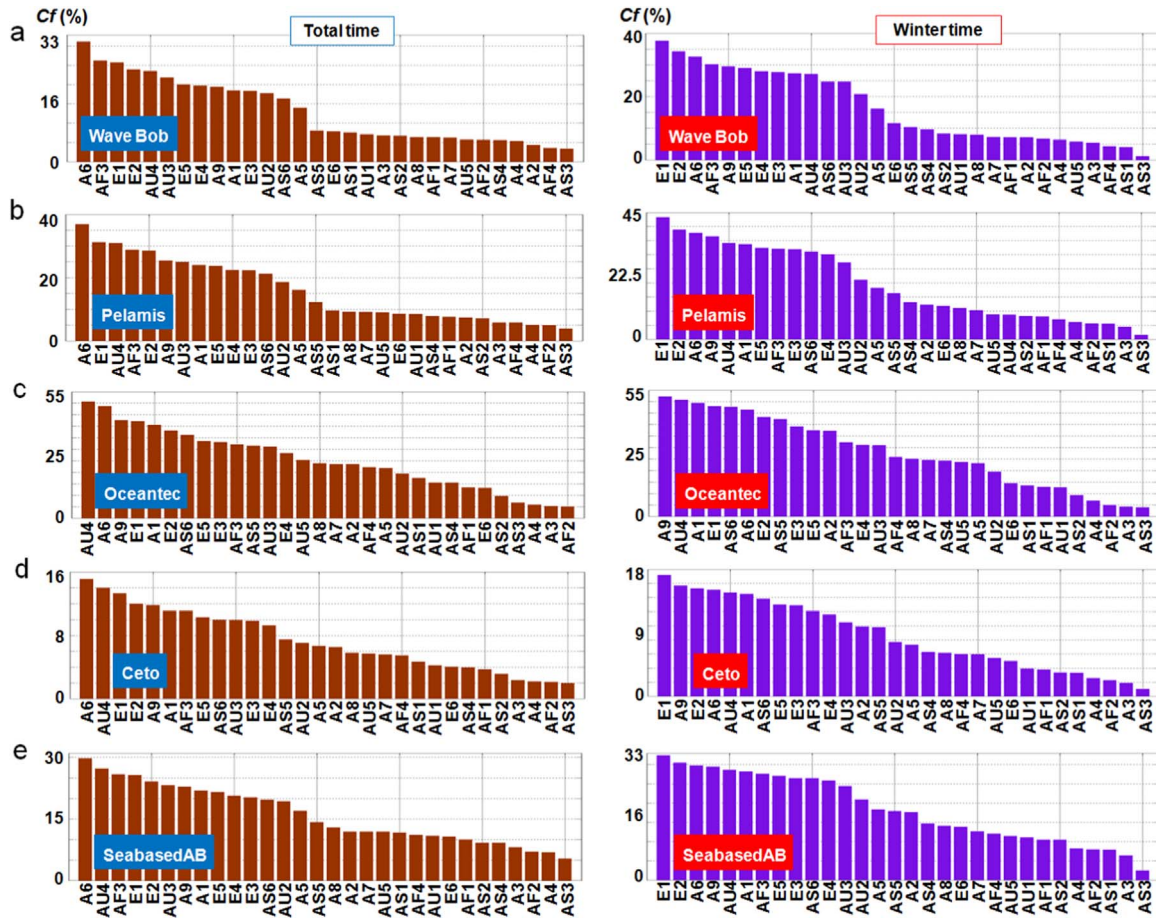 Cf (%)
a
Total time
33
16
0
Wave Bob
A6 AF3 E1 E2 AU4 AU3 E5 E4 A9 A1 E3 AU2 AS6 A5 AS5 E6 AS1 AU1 A3 AS2 A8 AF1 A7 AU5 AF2 AS4 A4 A2 AF4 AS3
Cf (%)
Winter time
40
20
0
Wave Bob
E1 E2 A6 AF3 A9 E5 E4 E3 A1 AU4 AS6 AU3 AU2 A5 E6 AS5 AS4 AS2 AU1 A8 A7 AF1 A2 AF2 A4 AU5 A3 AF4 AS1 AS3
b
40
20
0
Pelamis
A6 E1 AU4 AF3 E2 A9 AU3 A1 E5 E4 E3 AS6 AU2 A5 AS5 AS1 A8 A7 AU5 E6 AU1 AS4 AF1 A2 AS2 A3 AF4 A4 AF2 AS3
45
22.5
0
Pelamis
E1 E2 A6 A9 AU4 A1 E5 AF3 E3 AS6 E4 AU3 AU2 A5 AS5 AS4 A2 E6 A8 A7 AU5 AU4 AS2 AF1 AF4 A4 AF2 AS1 A3 AS3
c
55
25
0
Oceantec
AU4 A6 A9 E1 A1 E2 AS6 E5 E3 AF3 AS5 AU3 E4 AU5 A8 A7 A2 AF4 A5 AU2 AS1 AU1 AS4 AF1 E6 AS2 AS3 A4 A3 AF2
55
25
0
Oceantec
A9 AU4 A1 E1 AS6 A6 E2 AS5 E3 E5 A2 AF3 E4 AU3 AF4 A8 A7 AS4 AU5 A5 AU2 E6 AS1 AF1 AU1 AS2 A4 AF2 A3 AS3
d
16
8
0
Ceto
A6 AU4 E1 E2 A9 A1 AF3 E5 AS6 AU3 E3 E4 AS5 AU2 A5 A2 A8 AU5 A7 AF4 AS1 AU1 E6 AS4 AF1 AS2 A3 A4 AF2 AS3
18
9
0
Ceto
E1 A9 E2 A6 AU4 A1 AS6 E5 E3 AF3 E4 AU3 A2 AS5 AU2 A5 AS4 A8 AF4 A7 AU5 E6 AU1 AF1 AS2 AS1 A4 AF2 A3 AS3
e
30
15
0
SeabasedAB
A6 AU4 AF3 E1 E2 AU3 A9 A1 E5 E4 E3 AS6 AU2 A5 AS5 A8 A2 A7 AU5 AS1 AF4 AU1 E6 AF1 AS2 AS4 A3 AF2 A4 AS3
33
16
0
SeabasedAB
E1 E2 A6 A9 AU4 A1 AF3 E5 E3 AS6 E4 AU3 AU2 A5 AS5 A2 AS4 A8 E6 A7 AF4 AU5 AU1 AF1 AS2 A4 AF2 AS1 A3 AS3